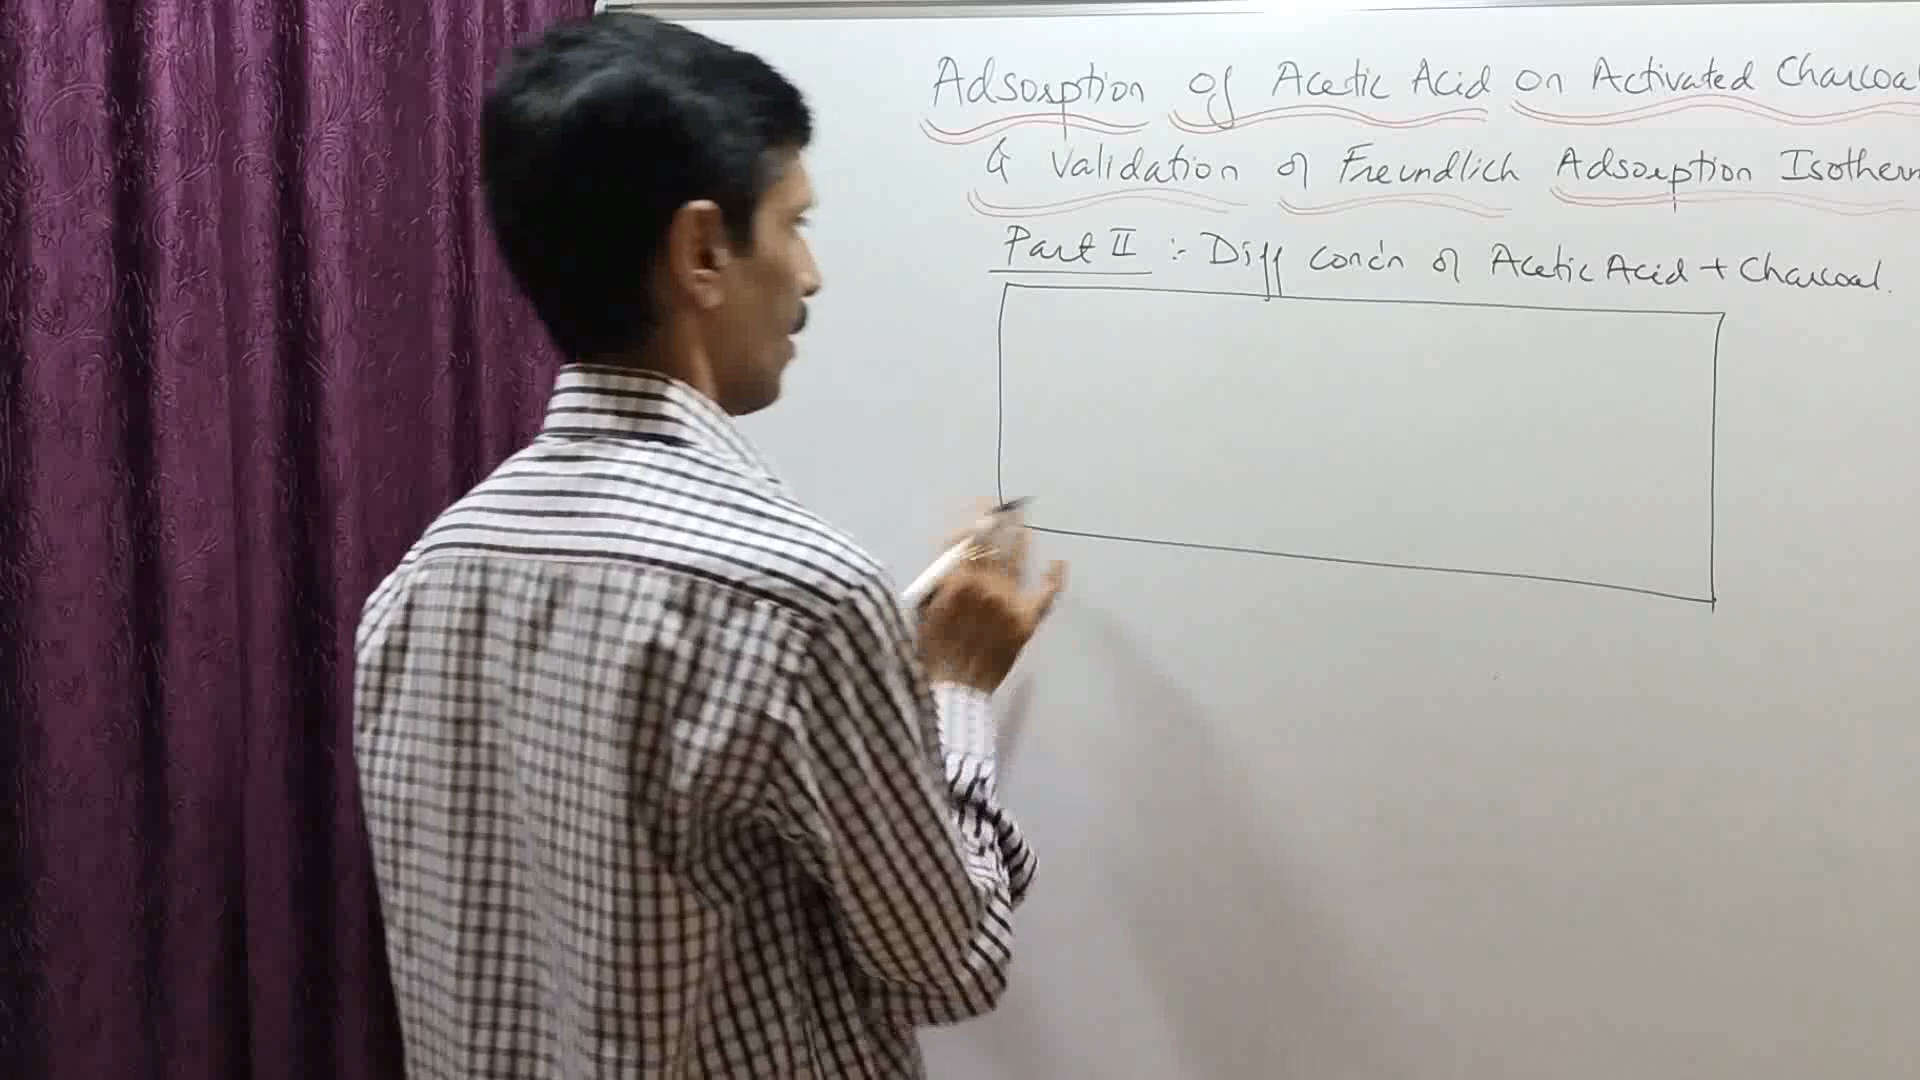 Adsorption of Acetic Acid on Activated Charcoal
& Validation of Freundlich Adsorption Isotherm
Part II :- Diff conc'n of Acetic Acid + Charcoal.